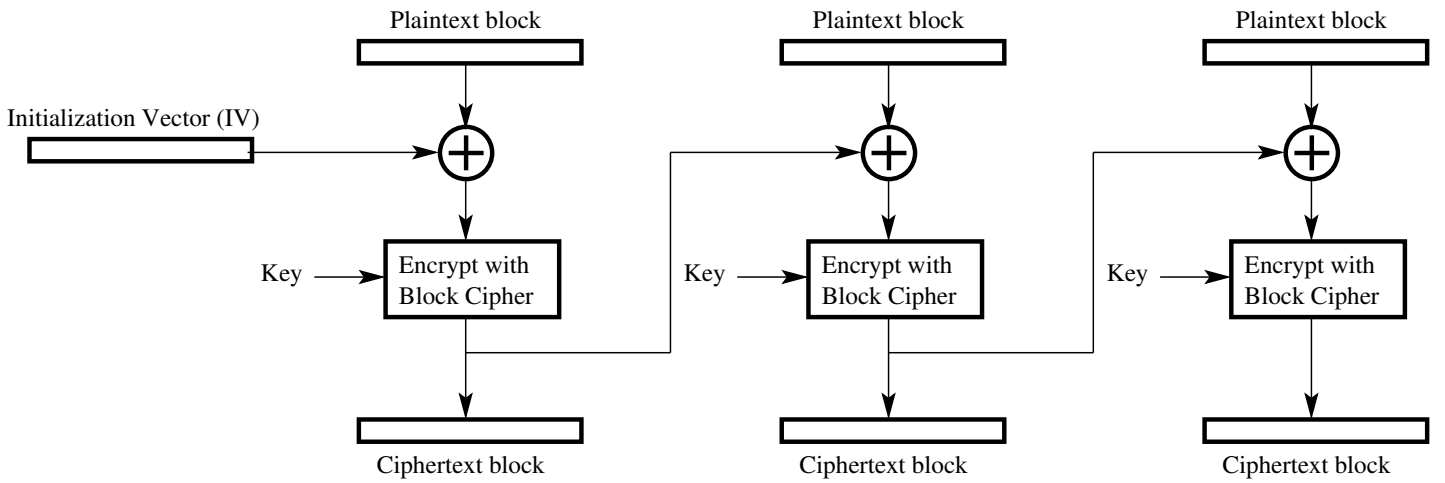 Plaintext block
Plaintext block
Plaintext block
Initialization Vector (IV)
Key
Encrypt with
Block Cipher
Key
Encrypt with
Block Cipher
Key
Encrypt with
Block Cipher
Ciphertext block
Ciphertext block
Ciphertext block